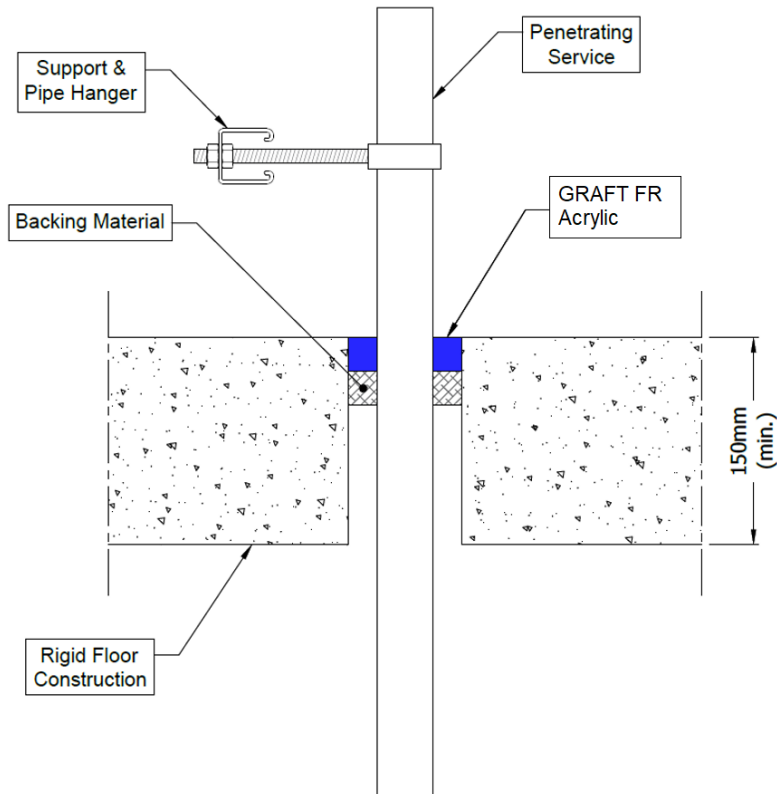 Penetrating
Service
Support &
Pipe Hanger
GRAFT FR
Acrylic
Backing Material
150mm
(min.)
Rigid Floor
Construction